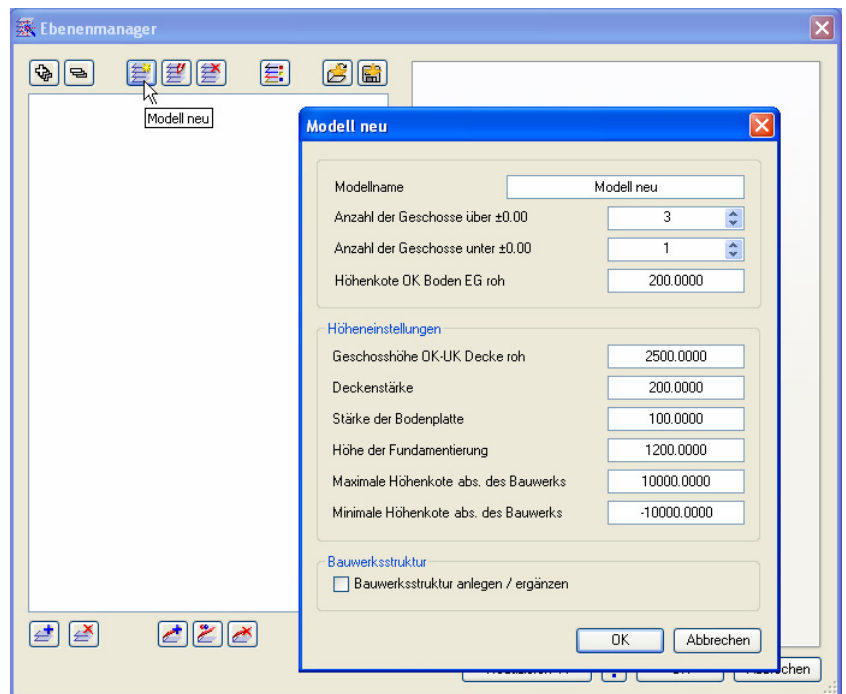 Ebenenmanager
Modell neu
Modell neu
Modellname Modell neu
Anzahl der Geschosse über ±0.00 3
Anzahl der Geschosse unter ±0.00 1
Höhenkote OK Boden EG roh 200.0000
Höheneinstellungen
Geschosshöhe OK-UK Decke roh 2500.0000
Deckenstärke 200.0000
Stärke der Bodenplatte 100.0000
Höhe der Fundamentierung 1200.0000
Maximale Höhenkote abs. des Bauwerks 10000.0000
Minimale Höhenkote abs. des Bauwerks -10000.0000
Bauwerksstruktur
Bauwerksstruktur anlegen / ergänzen
OK Abbrechen
chen